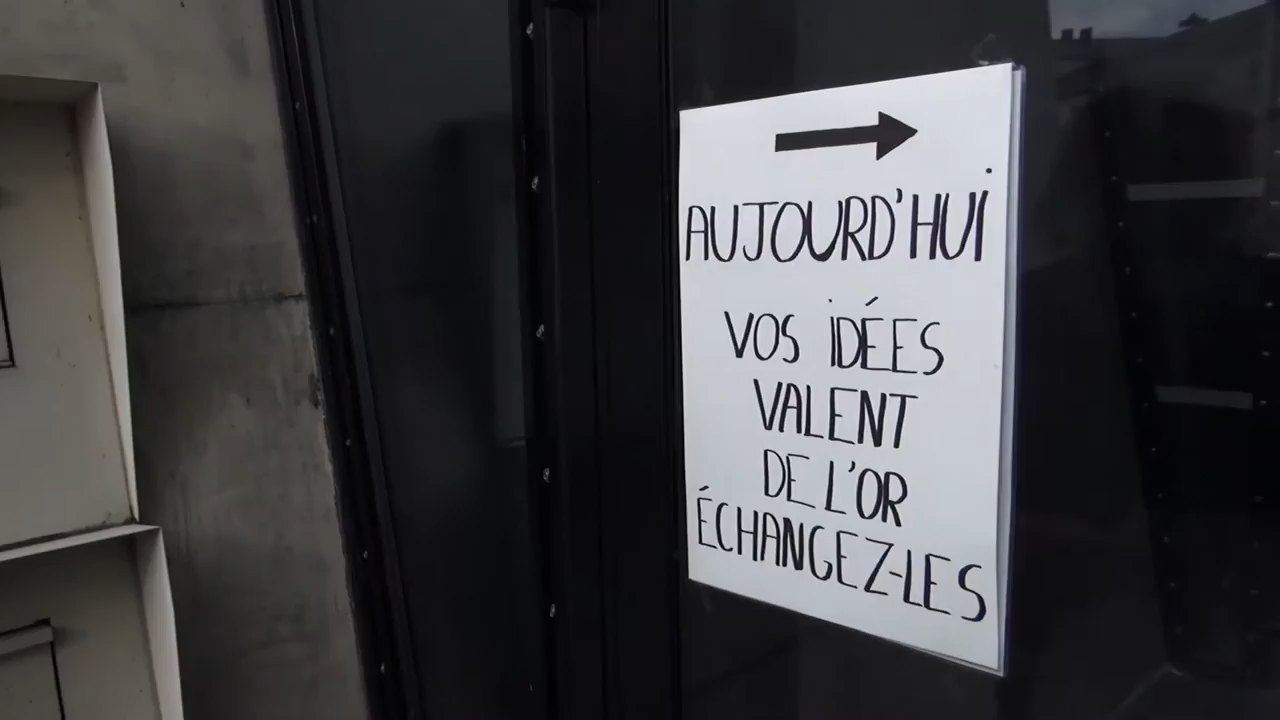 AUJOURD'HUI
VOS IDÉES
VALENT
DE L'OR
ÉCHANGEZ-LES